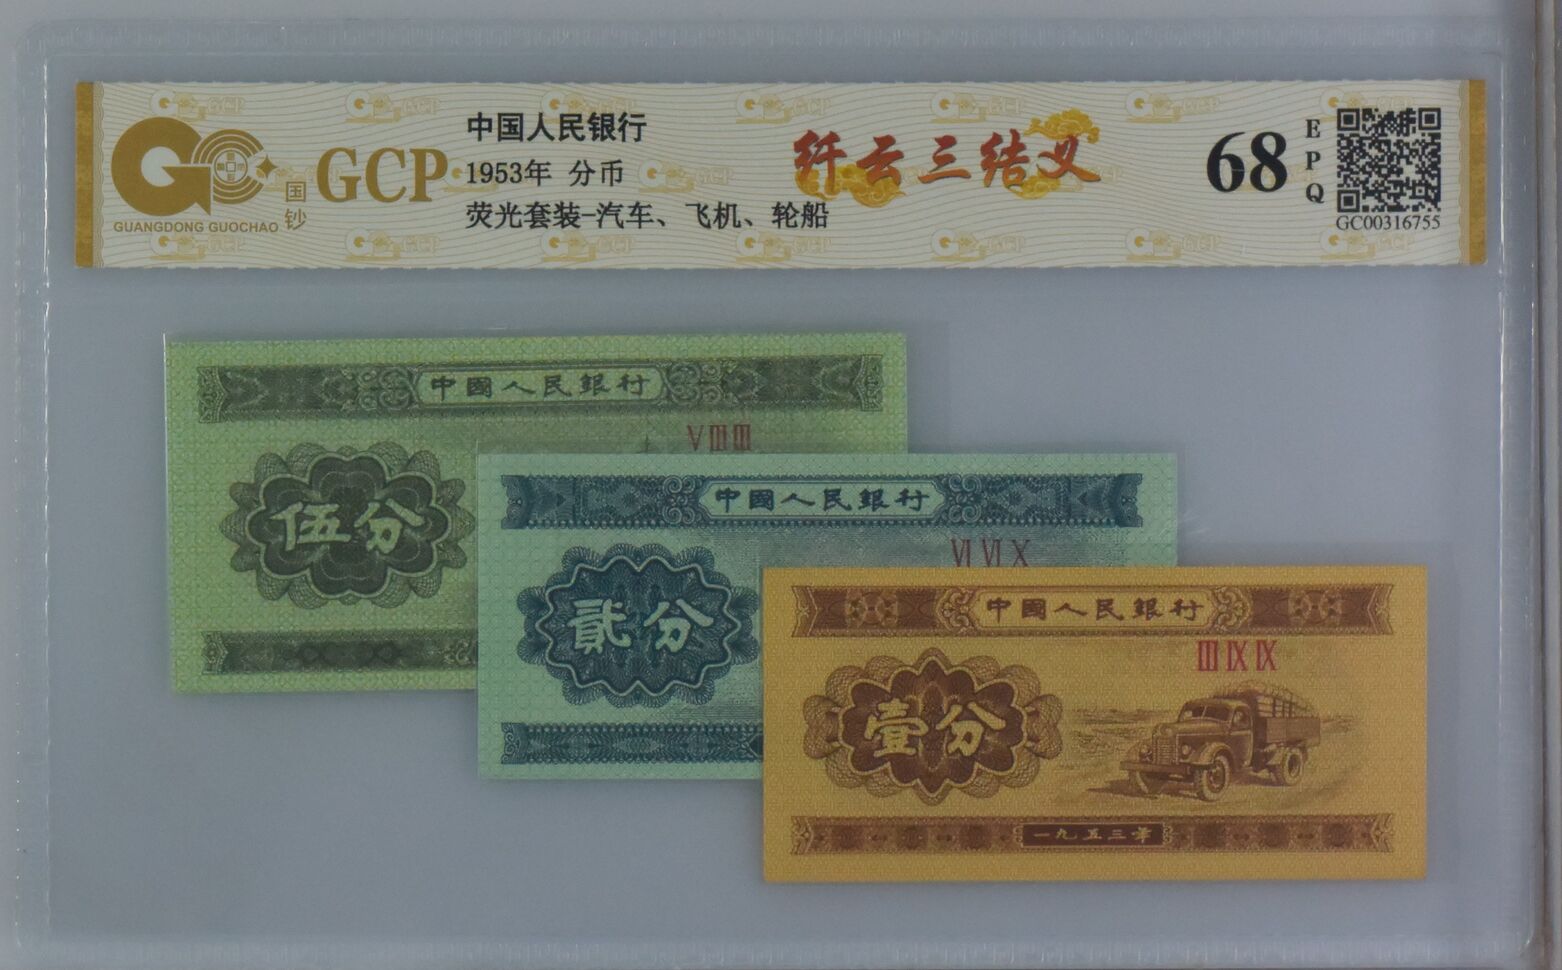 GCP
国钞
GUANGDONG GUOCHAO
中国人民银行
1953年 分币
荧光套装-汽车、飞机、轮船
纤云三结义
68
EPQ
GC00316755
中國人民銀行
V III III
伍分
中國人民銀行
VI VI X
貳分
中國人民銀行
III IX IX
壹分
一九五三年